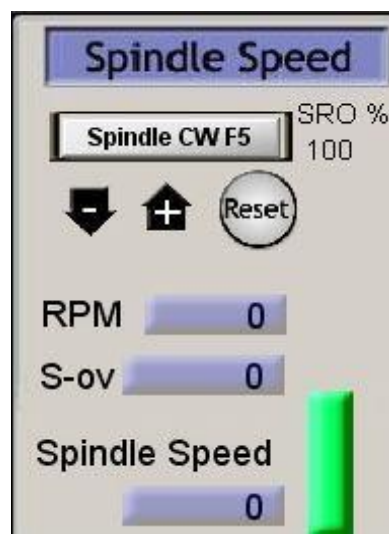 Spindle Speed
Spindle CW F5
SRO %
100
- + Reset
RPM 0
S-ov 0
Spindle Speed
0